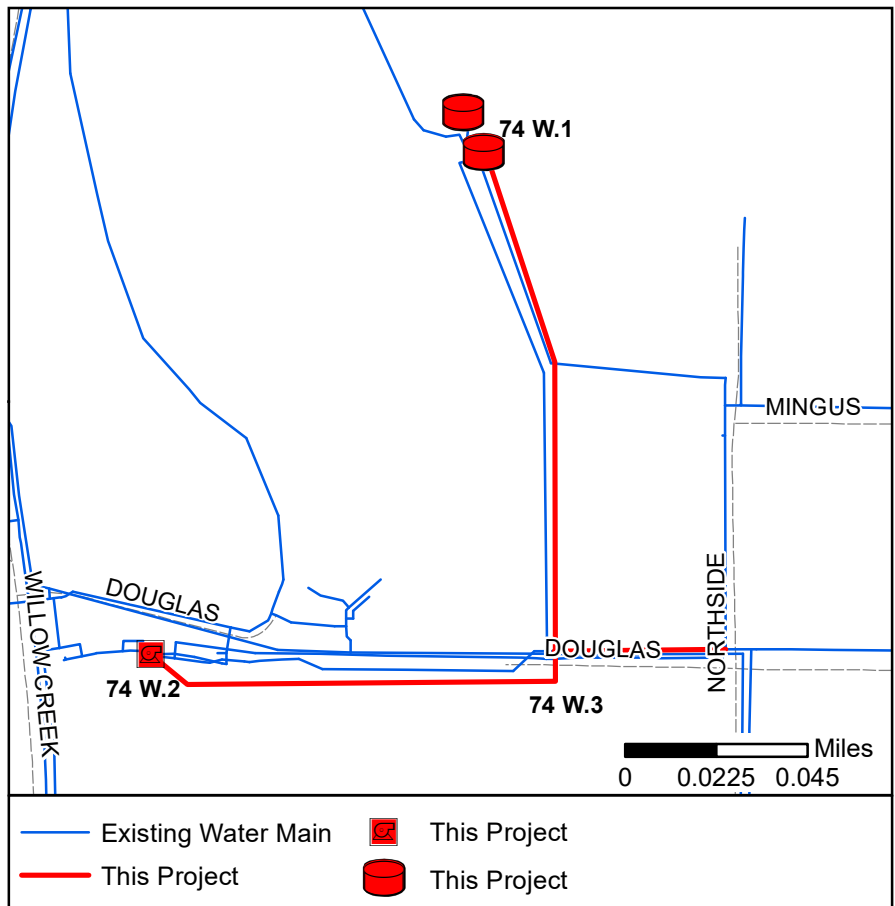 74 W.1
MINGUS
DOUGLAS
WILLOW CREEK
NORTHSIDE
DOUGLAS
74 W.2
74 W.3
Miles
0 0.0225 0.045
Existing Water Main
This Project
This Project
This Project